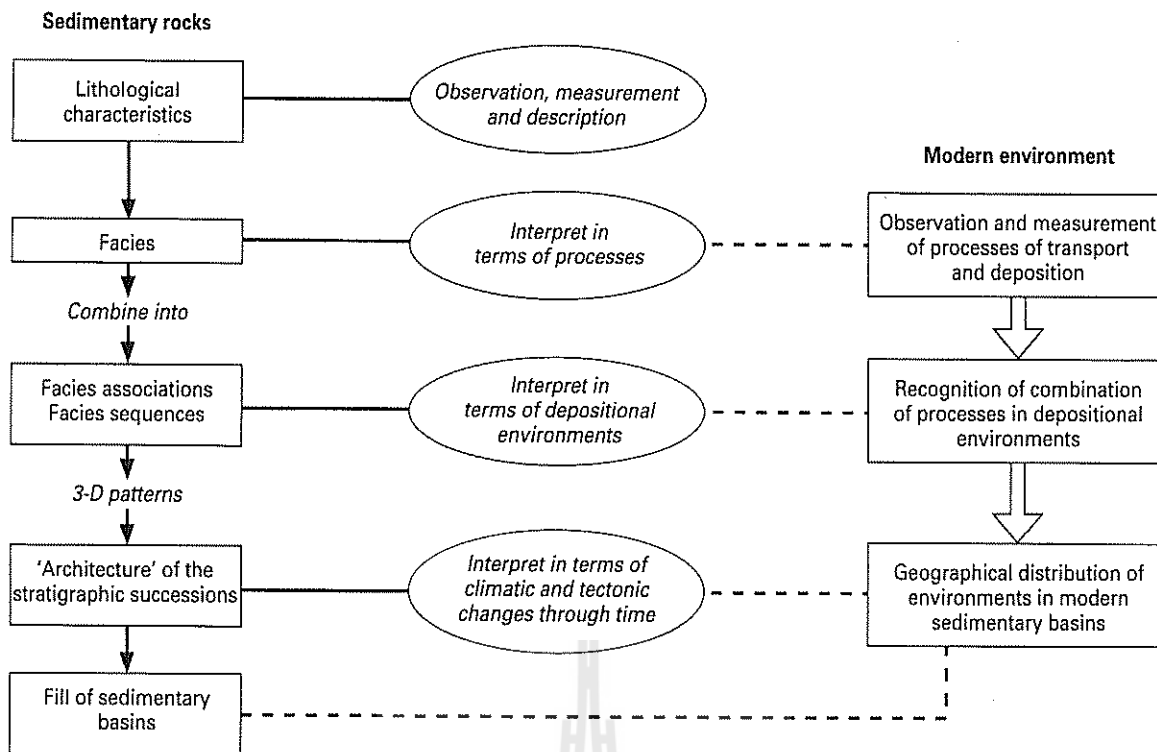 Sedimentary rocks
Lithological
characteristics
Observation, measurement
and description
Modern environment
Facies
Interpret in
terms of processes
Observation and measurement
of processes of transport
and deposition
Combine into
Facies associations
Facies sequences
Interpret in
terms of depositional
environments
Recognition of combination
of processes in depositional
environments
3-D patterns
'Architecture' of the
stratigraphic successions
Interpret in terms of
climatic and tectonic
changes through time
Geographical distribution of
environments in modern
sedimentary basins
Fill of sedimentary
basins